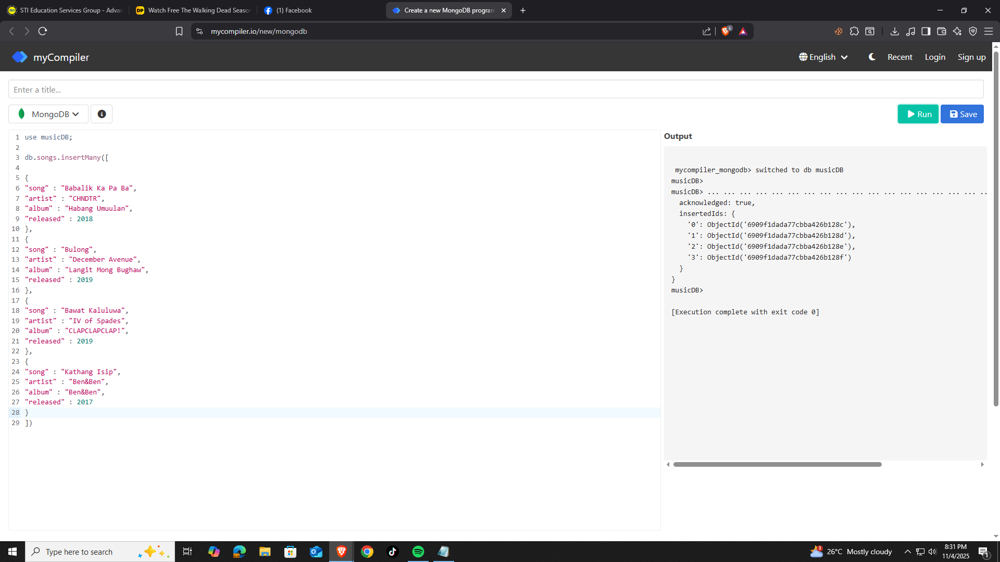 STI Education Services Group - Advan
Watch Free The Walking Dead Season
(1) Facebook
Create a new MongoDB program
mycompiler.io/new/mongodb
3
myCompiler
English
Recent
Login
Sign up
Enter a title...
MongoDB
Run
Save
1 use musicDB;
2
3 db.songs.insertMany([
4
5 {
6 "song" : "Babalik Ka Pa Ba",
7 "artist" : "CHNDTR",
8 "album" : "Habang Umuulan",
9 "released" : 2018
10 },
11 {
12 "song" : "Bulong",
13 "artist" : "December Avenue",
14 "album" : "Langit Mong Bughaw",
15 "released" : 2019
16 },
17 {
18 "song" : "Bawat Kaluluwa",
19 "artist" : "IV of Spades",
20 "album" : "CLAPCLAPCLAP!",
21 "released" : 2019
22 },
23 {
24 "song" : "Kathang Isip",
25 "artist" : "Ben&Ben",
26 "album" : "Ben&Ben",
27 "released" : 2017
28 }
29 ])
Output
mycompiler_mongodb> switched to db musicDB
musicDB>
musicDB> ... ... ... ... ... ... ... ... ... ... ... ... ... ... ... ... ... ..
acknowledged: true,
insertedIds: {
'0': ObjectId('6909f1dada77cbba426b128c'),
'1': ObjectId('6909f1dada77cbba426b128d'),
'2': ObjectId('6909f1dada77cbba426b128e'),
'3': ObjectId('6909f1dada77cbba426b128f')
}
}
musicDB>
[Execution complete with exit code 0]
Type here to search
3
26°C Mostly cloudy
8:31 PM
11/4/2025
1